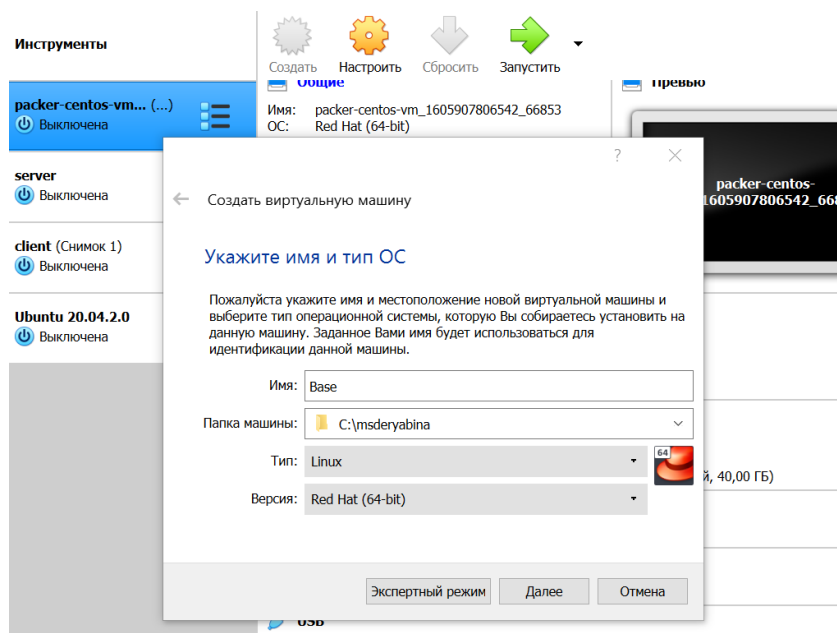 Инструменты
Создать
Настроить
Сбросить
Запустить
packer-centos-vm... (...)
Выключена
server
Выключена
client (Снимок 1)
Выключена
Ubuntu 20.04.2.0
Выключена
Общие
Имя: packer-centos-vm_1605907806542_66853
ОС: Red Hat (64-bit)
Превью
packer-centos-
1605907806542_668
?
Создать виртуальную машину
Укажите имя и тип ОС
Пожалуйста укажите имя и местоположение новой виртуальной машины и
выберите тип операционной системы, которую Вы собираетесь установить на
данную машину. Заданное Вами имя будет использоваться для
идентификации данной машины.
Имя: Base
Папка машины: C:\msderyabina
Тип: Linux
64
Версия: Red Hat (64-bit)
й, 40,00 ГБ)
Экспертный режим
Далее
Отмена
USB